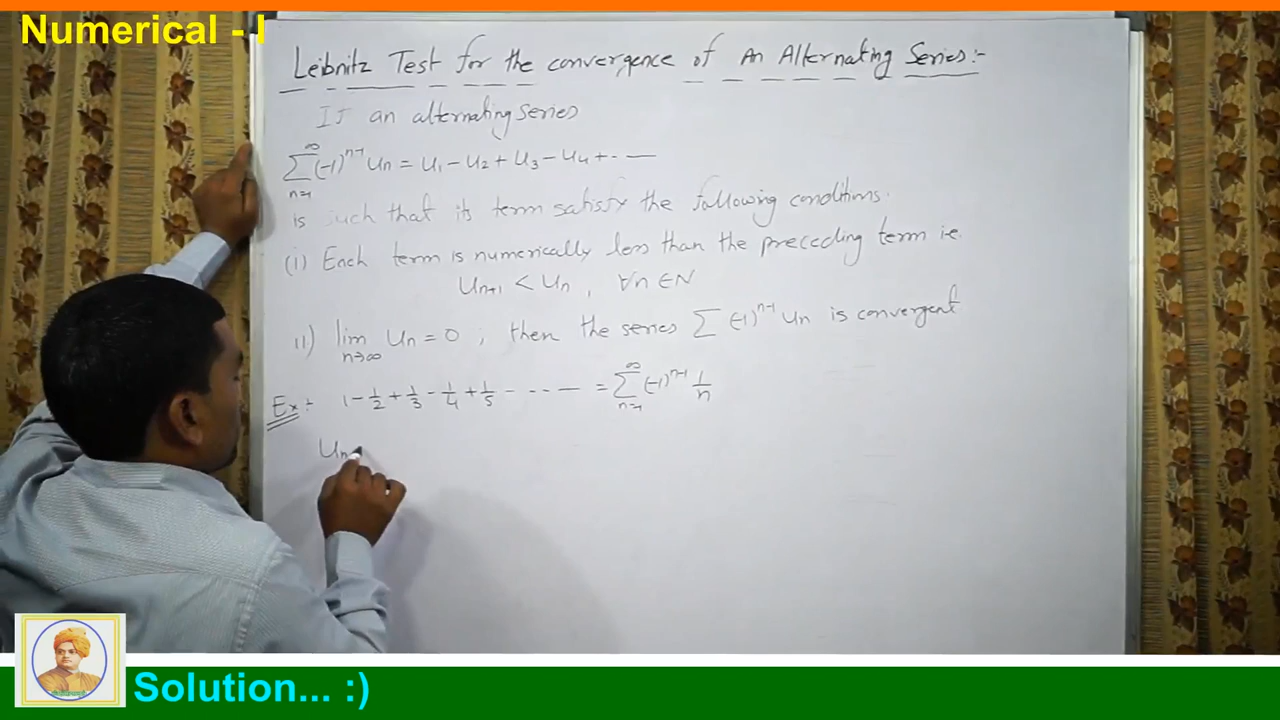 Numerical - I
Leibnitz Test for the convergence of An Alternating Series:-
If an alternating series
∑_{n=1}^{∞} (-1)^{n-1} Un = U1 - U2 + U3 - U4 + - —
is such that its term satisfy the following conditions.
(i) Each term is numerically less than the preceding term i.e.
Un+1 < Un , ∀n ∈ N
ii) lim_{n→∞} Un = 0 ; then the series ∑ (-1)^{n-1} Un is convergent
Ex:- 1 - 1/2 + 1/3 - 1/4 + 1/5 - - - — = ∑_{n=1}^{∞} (-1)^{n-1} 1/n
Un
Solution... :)